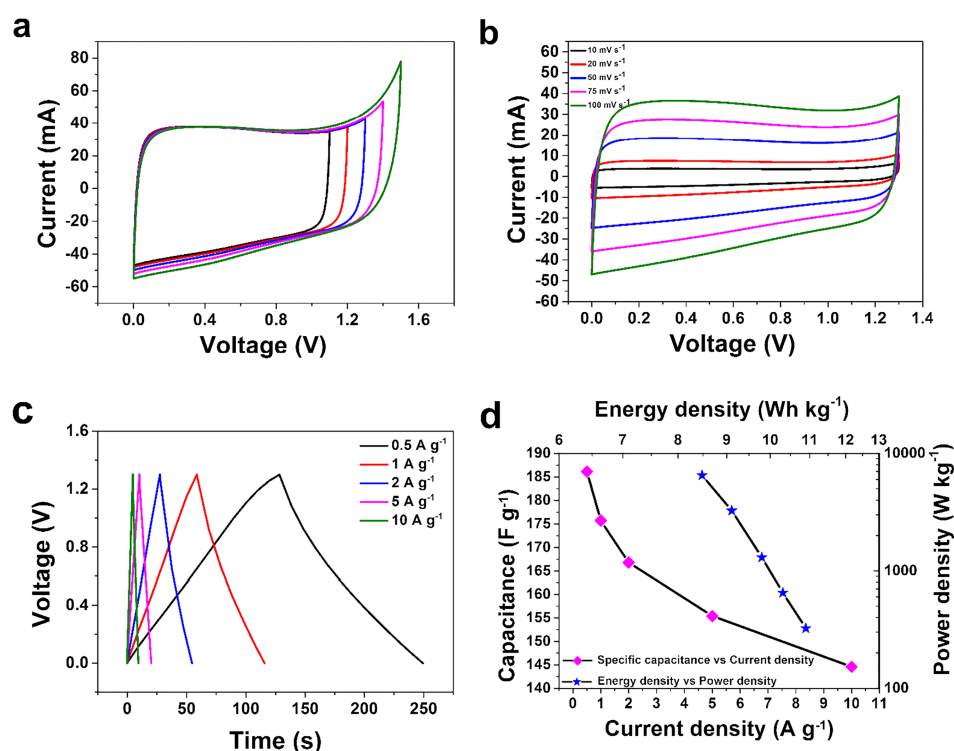 a
80
60
40
20
0
-20
-40
-60
Current (mA)
0.0 0.4 0.8 1.2 1.6
Voltage (V)
b
60
50
40
30
20
10
0
-10
-20
-30
-40
-50
-60
Current (mA)
10 mV s⁻¹
20 mV s⁻¹
50 mV s⁻¹
75 mV s⁻¹
100 mV s⁻¹
0.0 0.2 0.4 0.6 0.8 1.0 1.2 1.4
Voltage (V)
c
1.6
1.2
0.8
0.4
0.0
Voltage (V)
0.5 A g⁻¹
1 A g⁻¹
2 A g⁻¹
5 A g⁻¹
10 A g⁻¹
0 50 100 150 200 250
Time (s)
d
Energy density (Wh kg⁻¹)
6 7 8 9 10 11 12 13
190
185
180
175
170
165
160
155
150
145
140
Capacitance (F g⁻¹)
10000
1000
100
Power density (W kg⁻¹)
Specific capacitance vs Current density
Energy density vs Power density
0 1 2 3 4 5 6 7 8 9 10 11
Current density (A g⁻¹)